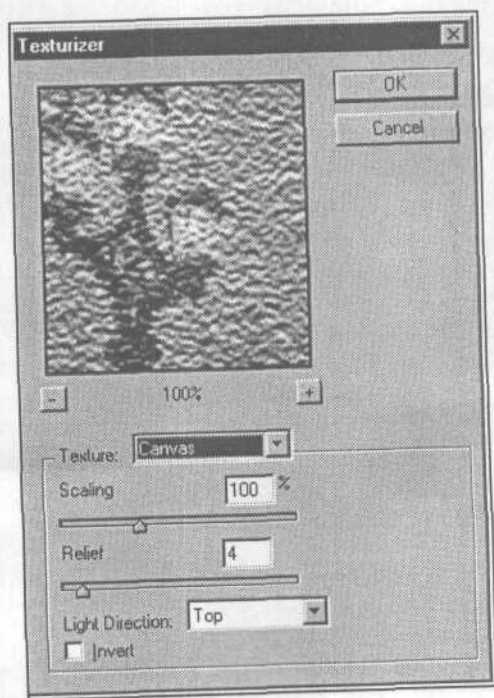 Texturizer
OK
Cancel
- 100% +
Texture: Canvas
Scaling 100 %
Relief 4
Light Direction: Top
Invert